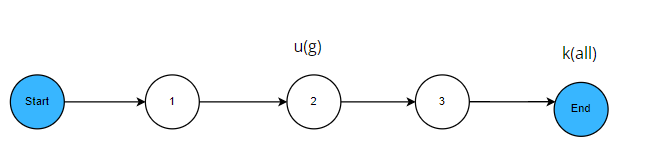 u(g)
k(all)
Start
1
2
3
End